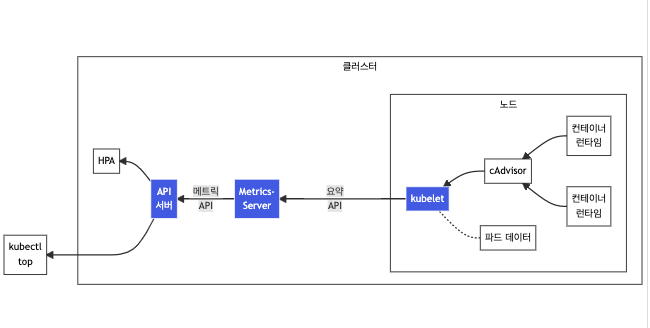 클러스터
노드
HPA
API
서버
메트릭
API
Metrics-
Server
요약
API
kubelet
cAdvisor
컨테이너
런타임
컨테이너
런타임
파드 데이터
kubectl
top